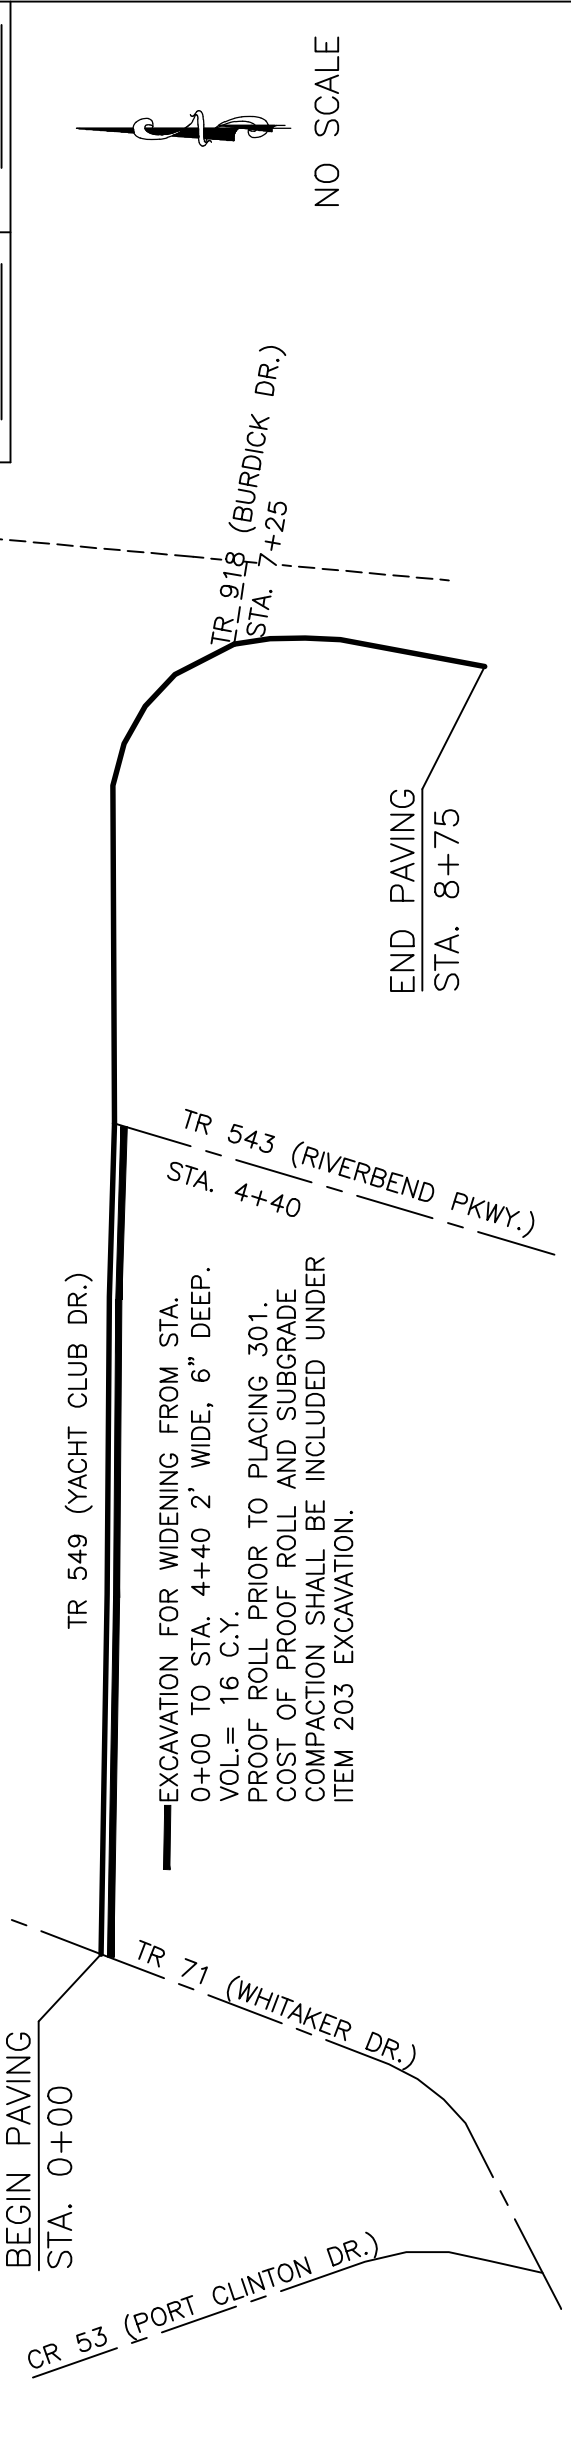 NO SCALE
TR 918 (BURDICK DR.)
STA. 7+25
END PAVING
STA. 8+75
TR 543 (RIVERBEND PKWY.)
STA. 4+40
TR 549 (YACHT CLUB DR.)
EXCAVATION FOR WIDENING FROM STA.
0+00 TO STA. 4+40 2' WIDE, 6" DEEP.
VOL.= 16 C.Y.
PROOF ROLL PRIOR TO PLACING 301.
COST OF PROOF ROLL AND SUBGRADE
COMPACTION SHALL BE INCLUDED UNDER
ITEM 203 EXCAVATION.
TR 71 (WHITAKER DR.)
BEGIN PAVING
STA. 0+00
CR 53 (PORT CLINTON DR.)